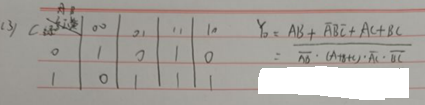 (3) C AB 00 01 11 10 Y₀ = AB + A̅B̅C̅ + AC + BC
0 1 0 1 0 = A̅B̅ · (A+B+C) · A̅C̅ · B̅C̅
1 0 1 1 1